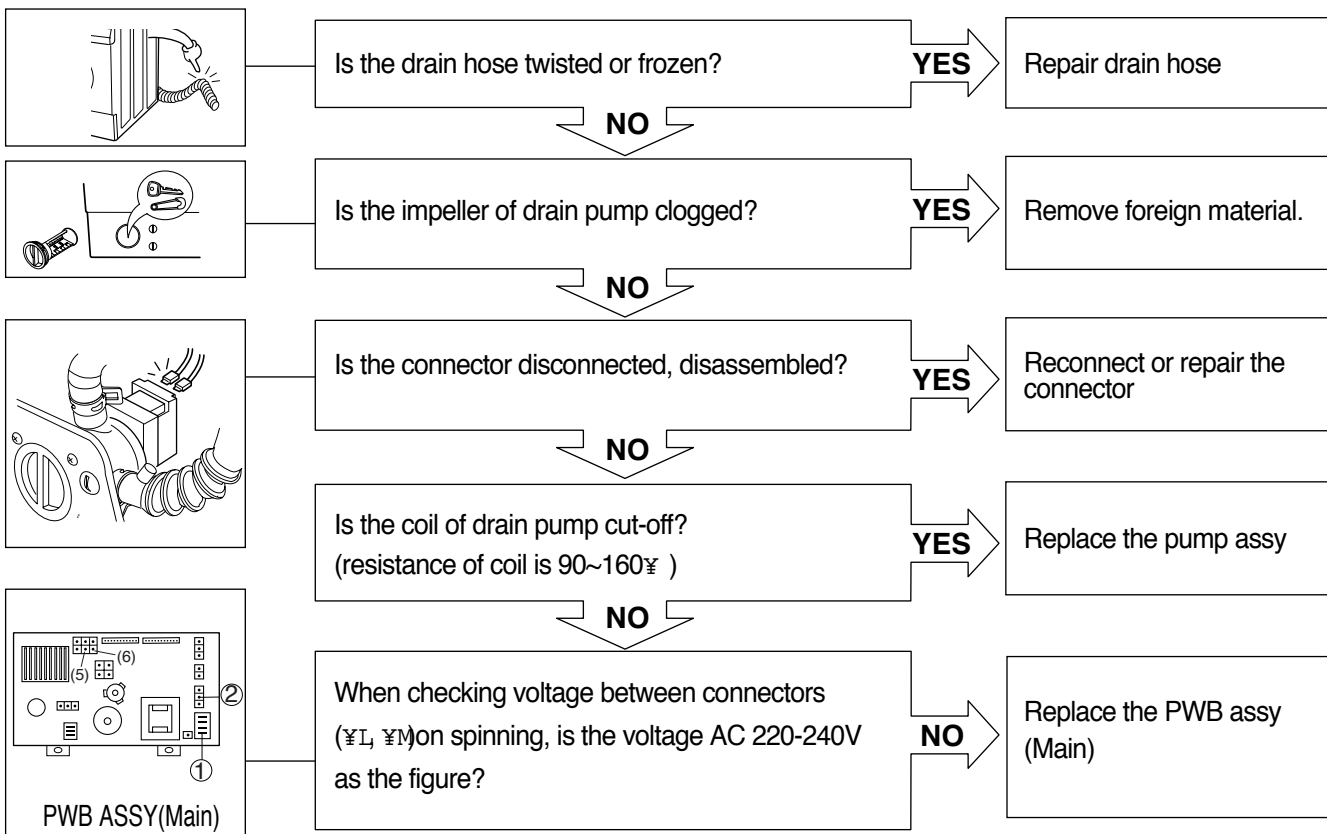 Is the drain hose twisted or frozen?
YES
Repair drain hose
NO
Is the impeller of drain pump clogged?
YES
Remove foreign material.
NO
Is the connector disconnected, disassembled?
YES
Reconnect or repair the
connector
NO
Is the coil of drain pump cut-off?
(resistance of coil is 90~160¥ )
YES
Replace the pump assy
NO
(5)
(6)
②
①
PWB ASSY(Main)
When checking voltage between connectors
(¥L, ¥M)on spinning, is the voltage AC 220-240V
as the figure?
NO
Replace the PWB assy
(Main)